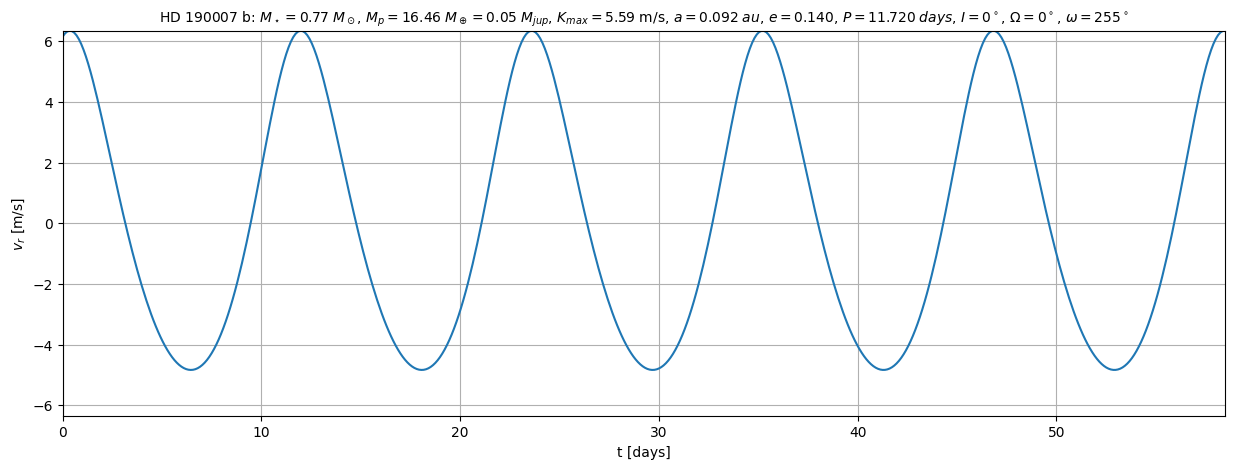 HD 190007 b: M⋆ = 0.77 M⊙, Mp = 16.46 M⊕ = 0.05 Mjup, Kmax = 5.59 m/s, a = 0.092 au, e = 0.140, P = 11.720 days, I = 0°, Ω = 0°, ω = 255°
6
4
2
0
−2
−4
−6
vr [m/s]
0 10 20 30 40 50
t [days]